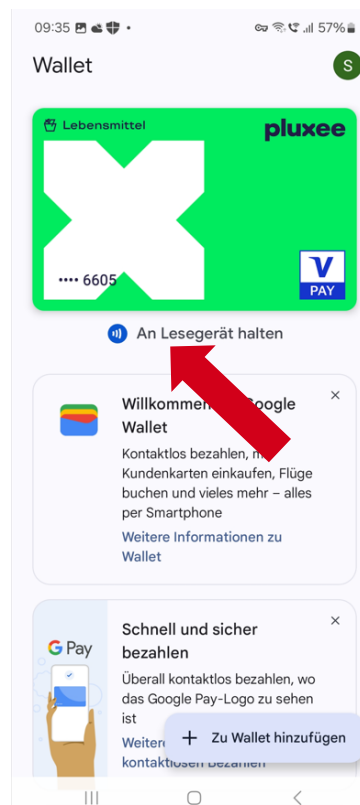 09:35 57%
Wallet
S
Lebensmittel pluxee
•••• 6605
V
PAY
An Lesegerät halten
Willkommen Google
Wallet
Kontaktlos bezahlen, m
Kundenkarten einkaufen, Flüge
buchen und vieles mehr – alles
per Smartphone
Weitere Informationen zu
Wallet
G Pay
Schnell und sicher
bezahlen
Überall kontaktlos bezahlen, wo
das Google Pay-Logo zu sehen
ist
Weitere
kontaktlosen Bezahlen
+ Zu Wallet hinzufügen